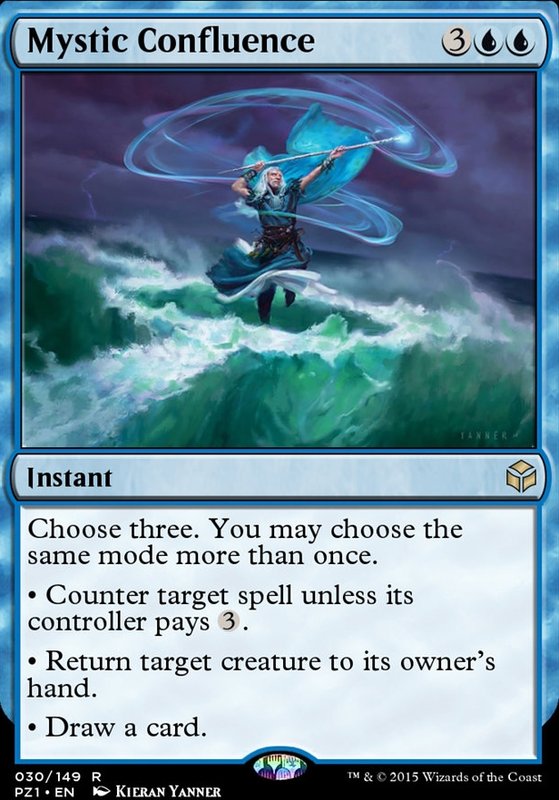 Mystic Confluence 3
YANNER
Instant
Choose three. You may choose the
same mode more than once.
• Counter target spell unless its
controller pays 3.
• Return target creature to its owner's
hand.
• Draw a card.
030/149 R
PZ1 • EN Kieran Yanner
™ & © 2015 Wizards of the Coast